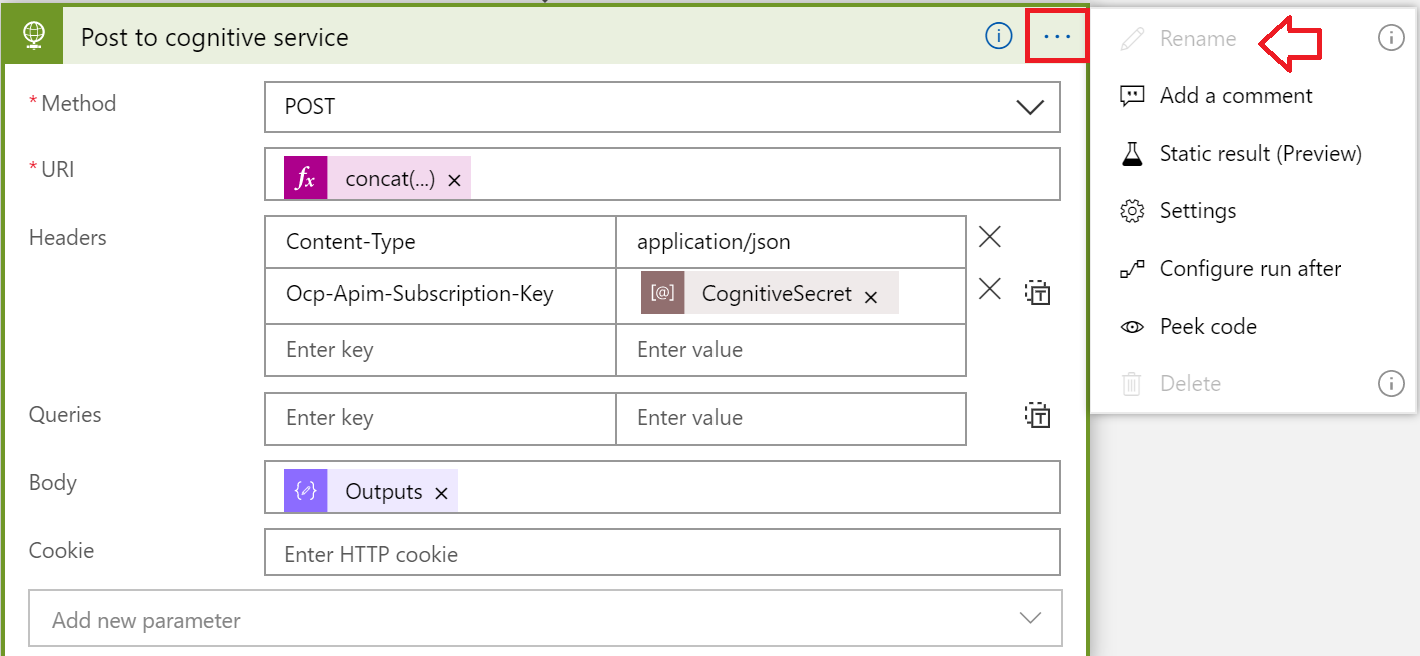 Post to cognitive service
* Method
POST
* URI
fx concat(...) ×
Headers
Content-Type
application/json
Ocp-Apim-Subscription-Key
[@] CognitiveSecret ×
Enter key
Enter value
Queries
Enter key
Enter value
Body
Outputs ×
Cookie
Enter HTTP cookie
Add new parameter
Rename
Add a comment
Static result (Preview)
Settings
Configure run after
Peek code
Delete